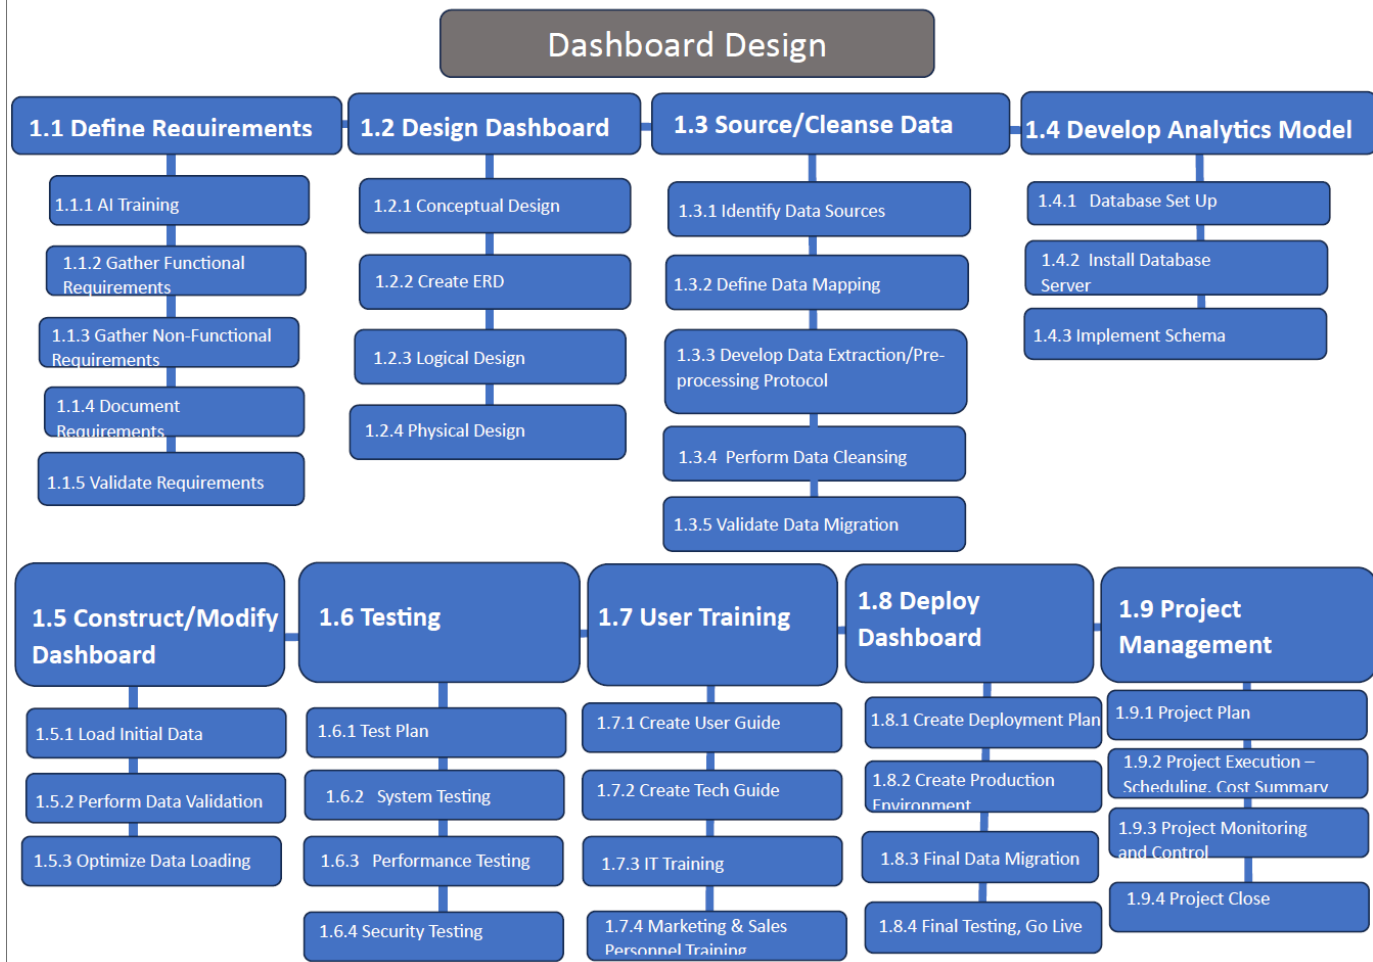 Dashboard Design
1.1 Define Requirements
1.1.1 AI Training
1.1.2 Gather Functional
Requirements
1.1.3 Gather Non-Functional
Requirements
1.1.4 Document
Requirements
1.1.5 Validate Requirements
1.2 Design Dashboard
1.2.1 Conceptual Design
1.2.2 Create ERD
1.2.3 Logical Design
1.2.4 Physical Design
1.3 Source/Cleanse Data
1.3.1 Identify Data Sources
1.3.2 Define Data Mapping
1.3.3 Develop Data Extraction/Pre-
processing Protocol
1.3.4 Perform Data Cleansing
1.3.5 Validate Data Migration
1.4 Develop Analytics Model
1.4.1 Database Set Up
1.4.2 Install Database
Server
1.4.3 Implement Schema
1.5 Construct/Modify
Dashboard
1.5.1 Load Initial Data
1.5.2 Perform Data Validation
1.5.3 Optimize Data Loading
1.6 Testing
1.6.1 Test Plan
1.6.2 System Testing
1.6.3 Performance Testing
1.6.4 Security Testing
1.7 User Training
1.7.1 Create User Guide
1.7.2 Create Tech Guide
1.7.3 IT Training
1.7.4 Marketing & Sales
Personnel Training
1.8 Deploy
Dashboard
1.8.1 Create Deployment Plan
1.8.2 Create Production
Environment
1.8.3 Final Data Migration
1.8.4 Final Testing, Go Live
1.9 Project
Management
1.9.1 Project Plan
1.9.2 Project Execution –
Scheduling, Cost Summary
1.9.3 Project Monitoring
and Control
1.9.4 Project Close